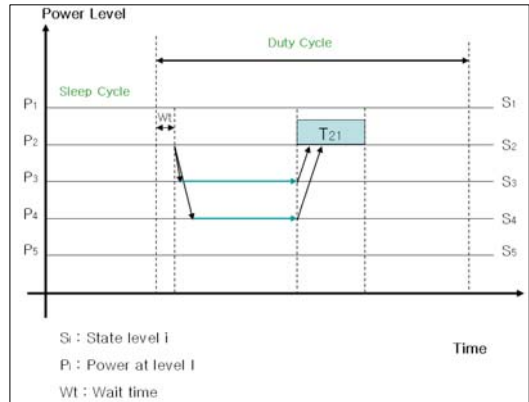 Power Level
Duty Cycle
Sleep Cycle
P1
S1
Wt
T21
P2
S2
P3
S3
P4
S4
P5
S5
Si : State level i
Time
Pi : Power at level I
Wt : Wait time